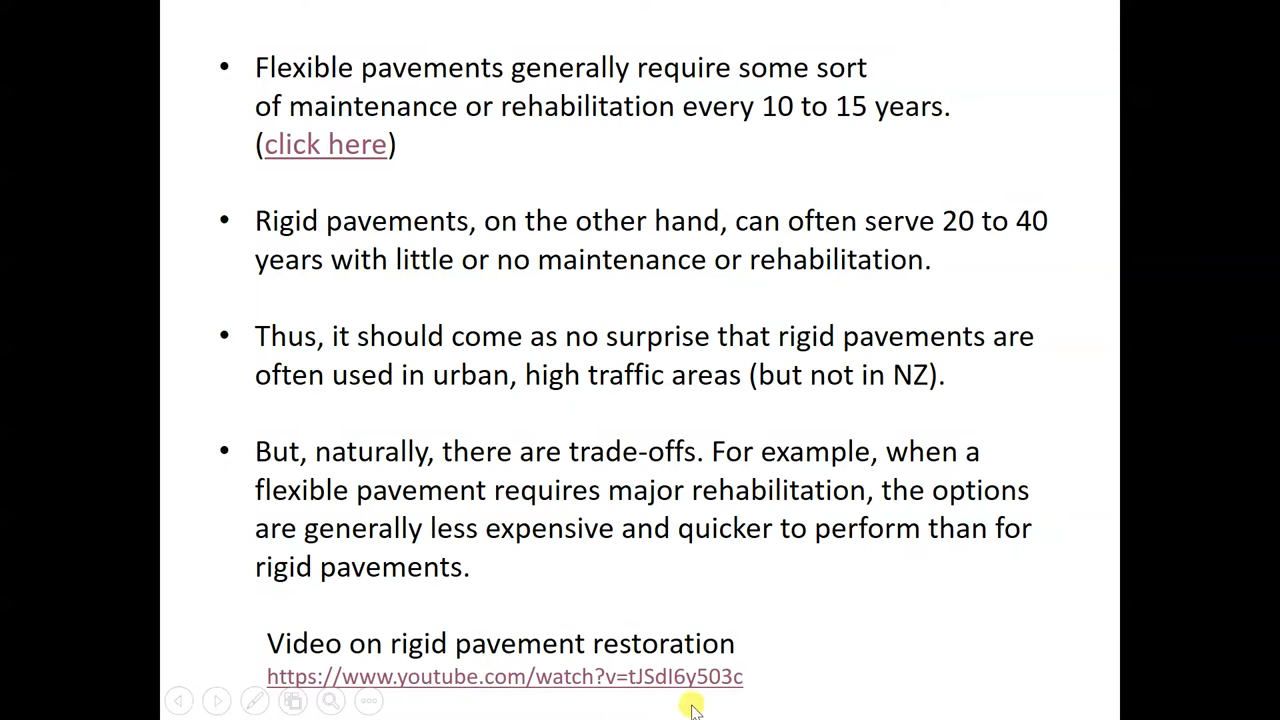 • Flexible pavements generally require some sort
of maintenance or rehabilitation every 10 to 15 years.
(click here)
• Rigid pavements, on the other hand, can often serve 20 to 40
years with little or no maintenance or rehabilitation.
• Thus, it should come as no surprise that rigid pavements are
often used in urban, high traffic areas (but not in NZ).
• But, naturally, there are trade-offs. For example, when a
flexible pavement requires major rehabilitation, the options
are generally less expensive and quicker to perform than for
rigid pavements.
Video on rigid pavement restoration
https://www.youtube.com/watch?v=tJSdI6y503c